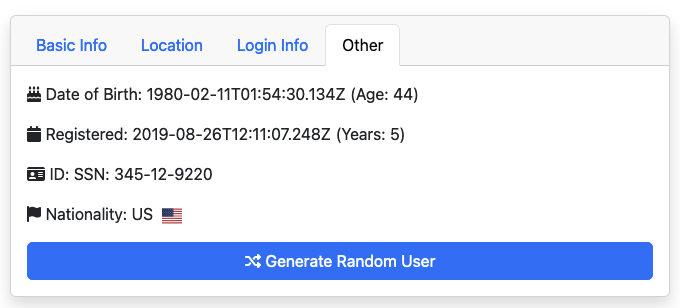 Basic Info Location Login Info Other
Date of Birth: 1980-02-11T01:54:30.134Z (Age: 44)
Registered: 2019-08-26T12:11:07.248Z (Years: 5)
ID: SSN: 345-12-9220
Nationality: US
Generate Random User